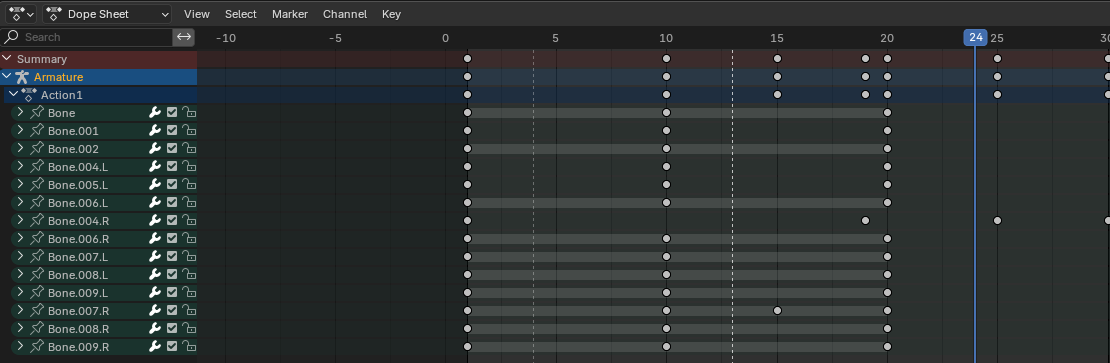 Dope Sheet View Select Marker Channel Key
Search -10 -5 0 5 10 15 20 24 25 30
Summary
Armature
Action1
Bone
Bone.001
Bone.002
Bone.004.L
Bone.005.L
Bone.006.L
Bone.004.R
Bone.006.R
Bone.007.L
Bone.008.L
Bone.009.L
Bone.007.R
Bone.008.R
Bone.009.R